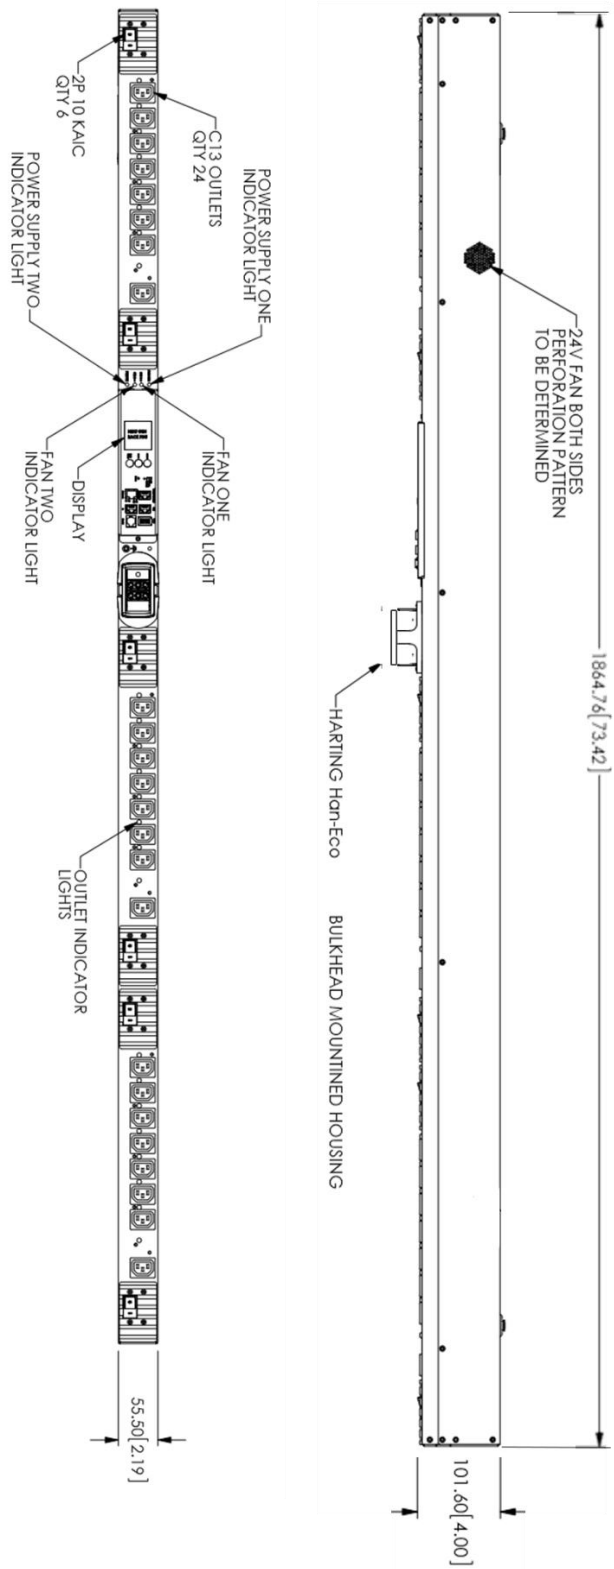 1864.76[73.42]
24V FAN BOTH SIDES
PERFORATION PATTERN
TO BE DETERMINED
HARTING Han-Eco
BULKHEAD MOUNTINED HOUSING
101.60[4.00]
POWER SUPPLY ONE
INDICATOR LIGHT
C13 OUTLETS
QTY 24
FAN ONE
INDICATOR LIGHT
2P 10 KAIC
QTY 6
POWER SUPPLY TWO
INDICATOR LIGHT
FAN TWO
INDICATOR LIGHT
DISPLAY
OUTLET INDICATOR
LIGHTS
55.50[2.19]